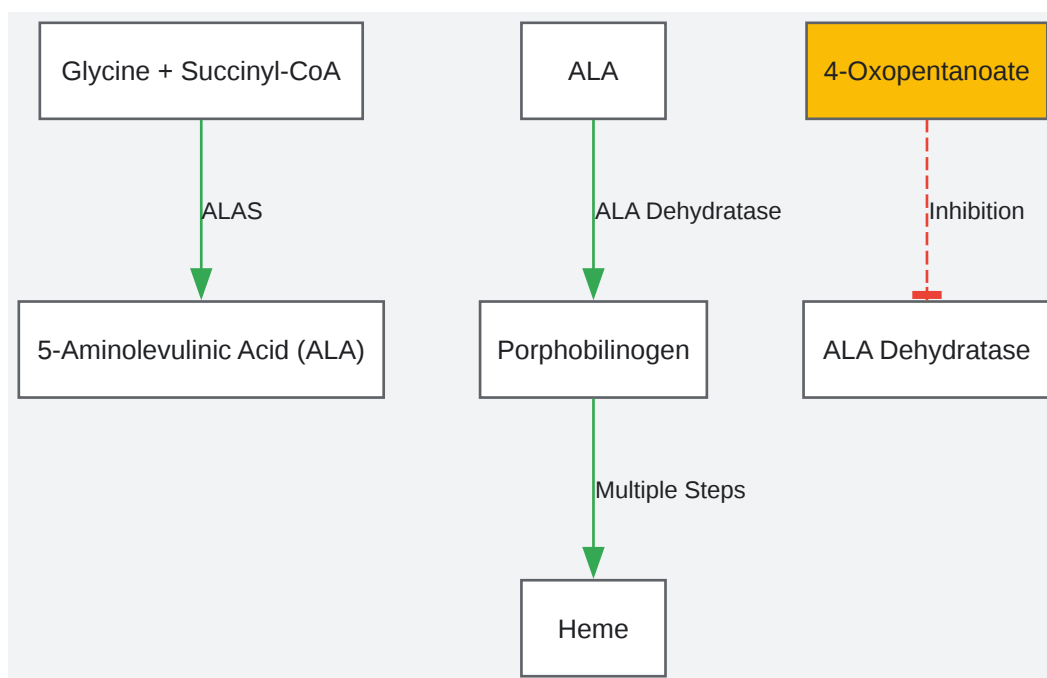 Glycine + Succinyl-CoA
ALA
4-Oxopentanoate
ALAS
ALA Dehydratase
Inhibition
5-Aminolevulinic Acid (ALA)
Porphobilinogen
ALA Dehydratase
Multiple Steps
Heme